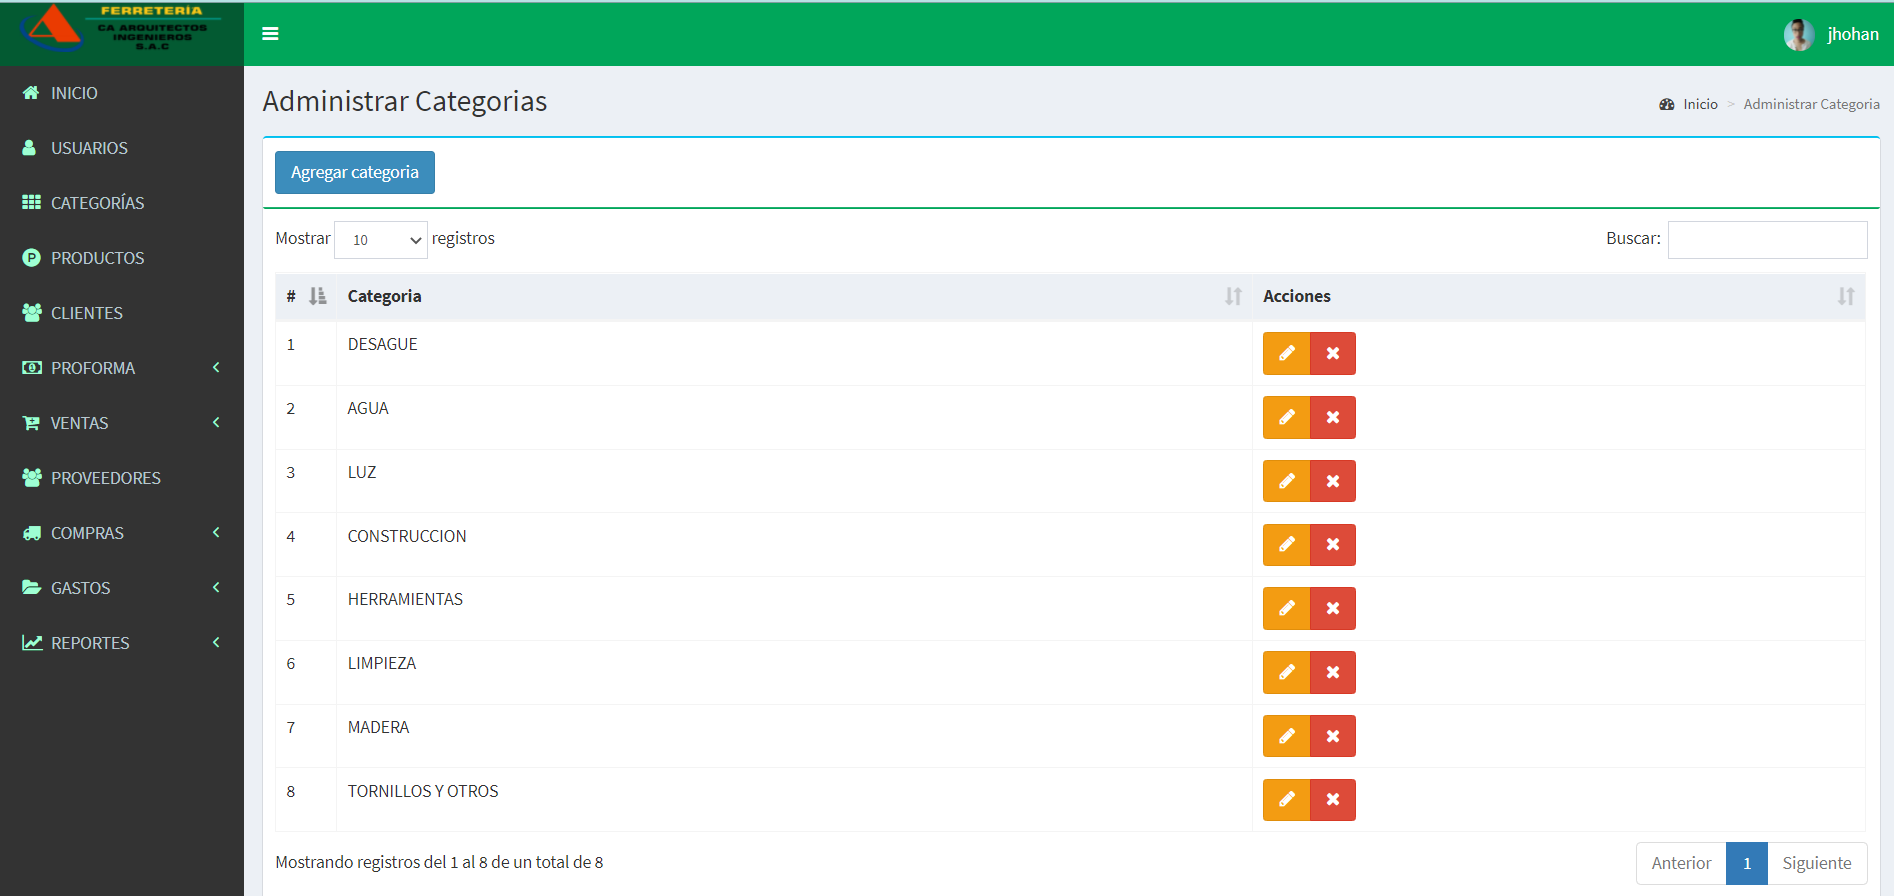 FERRETERÍA
CA ARQUITECTOS
INGENIEROS
S.A.C
jhohan
INICIO
USUARIOS
CATEGORÍAS
PRODUCTOS
CLIENTES
PROFORMA
VENTAS
PROVEEDORES
COMPRAS
GASTOS
REPORTES
Administrar Categorias
Inicio > Administrar Categoria
Agregar categoria
Mostrar 10 registros
Buscar:
# Categoria Acciones
1 DESAGUE
2 AGUA
3 LUZ
4 CONSTRUCCION
5 HERRAMIENTAS
6 LIMPIEZA
7 MADERA
8 TORNILLOS Y OTROS
Mostrando registros del 1 al 8 de un total de 8
Anterior 1 Siguiente